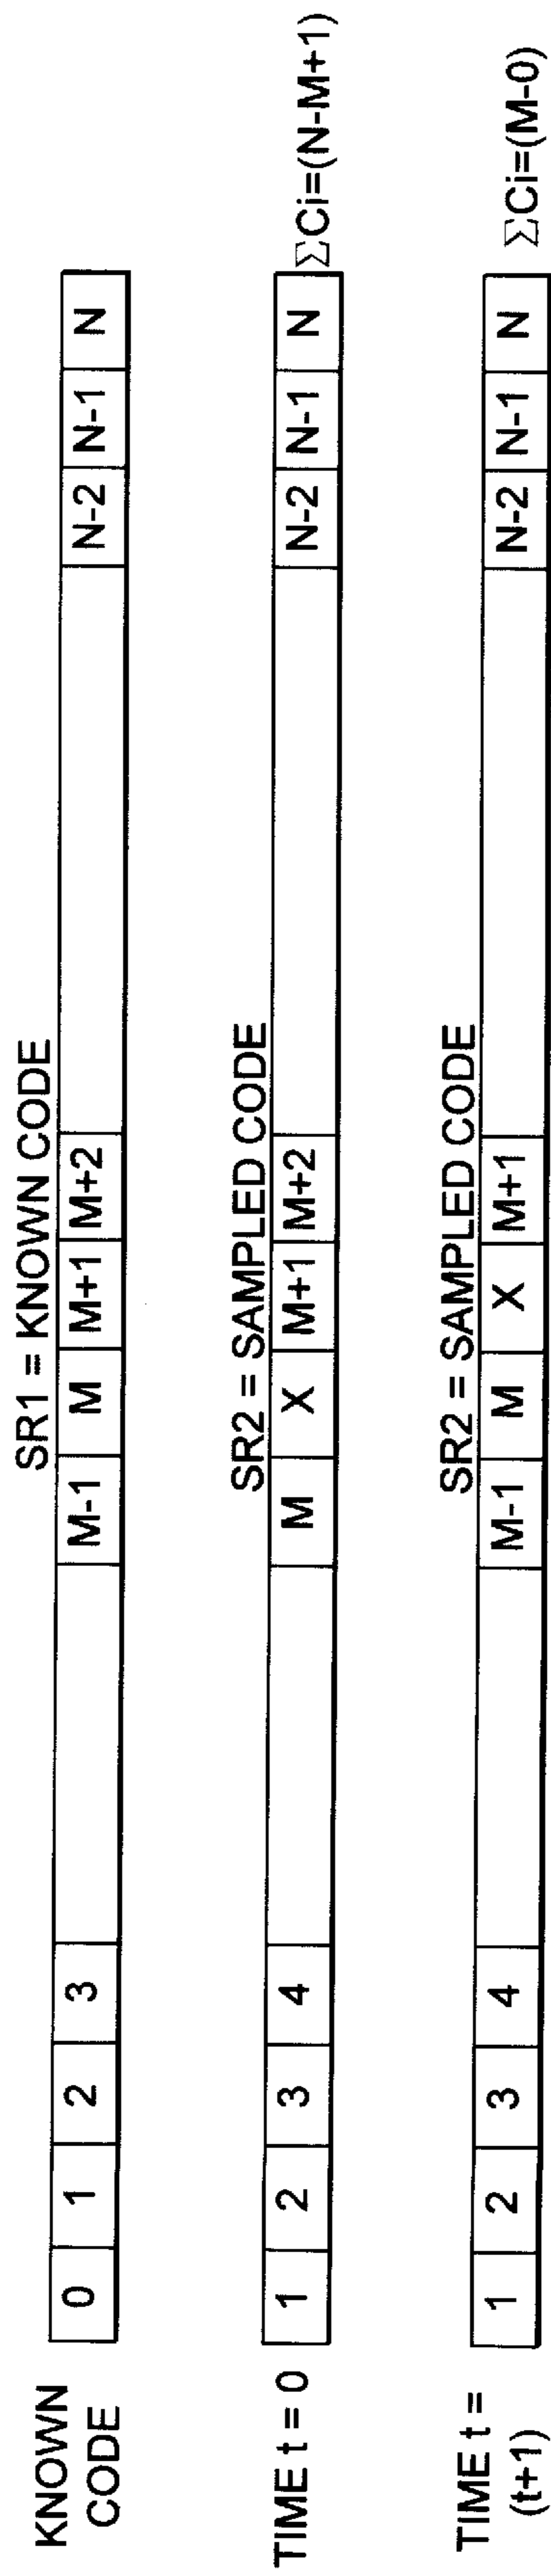 SR1 = KNOWN CODE
KNOWN CODE
0 1 2 3 M-1 M M+1 M+2 N-2 N-1 N
SR2 = SAMPLED CODE
TIME t = 0
1 2 3 4 M X M+1 M+2 N-2 N-1 N
∑Ci=(N-M+1)
SR2 = SAMPLED CODE
TIME t =
(t+1)
1 2 3 4 M-1 M X M+1 N-2 N-1 N
∑Ci=(M-0)